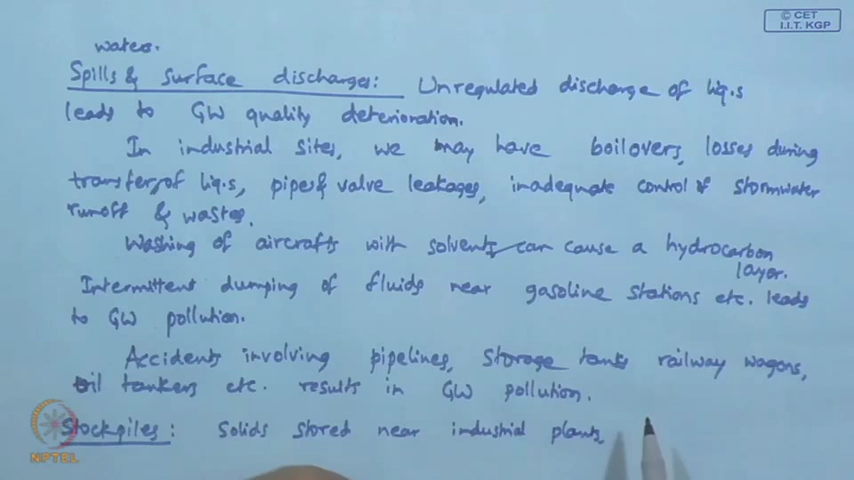 © CET
I.I.T. KGP
waters.
Spills & surface discharges: Unregulated discharge of liq.s
leads to GW quality deterioration.
In industrial sites, we may have boilovers, losses during
transfer of liq.s, pipes & valve leakages, inadequate control of stormwater
runoff & wastes.
Washing of aircrafts with solvents can cause a hydrocarbon
layer.
Intermittent dumping of fluids near gasoline stations etc. leads
to GW pollution.
Accidents involving pipelines, storage tanks railway wagons,
oil tankers etc. results in GW pollution.
Stockpiles: Solids stored near industrial plants
NPTEL